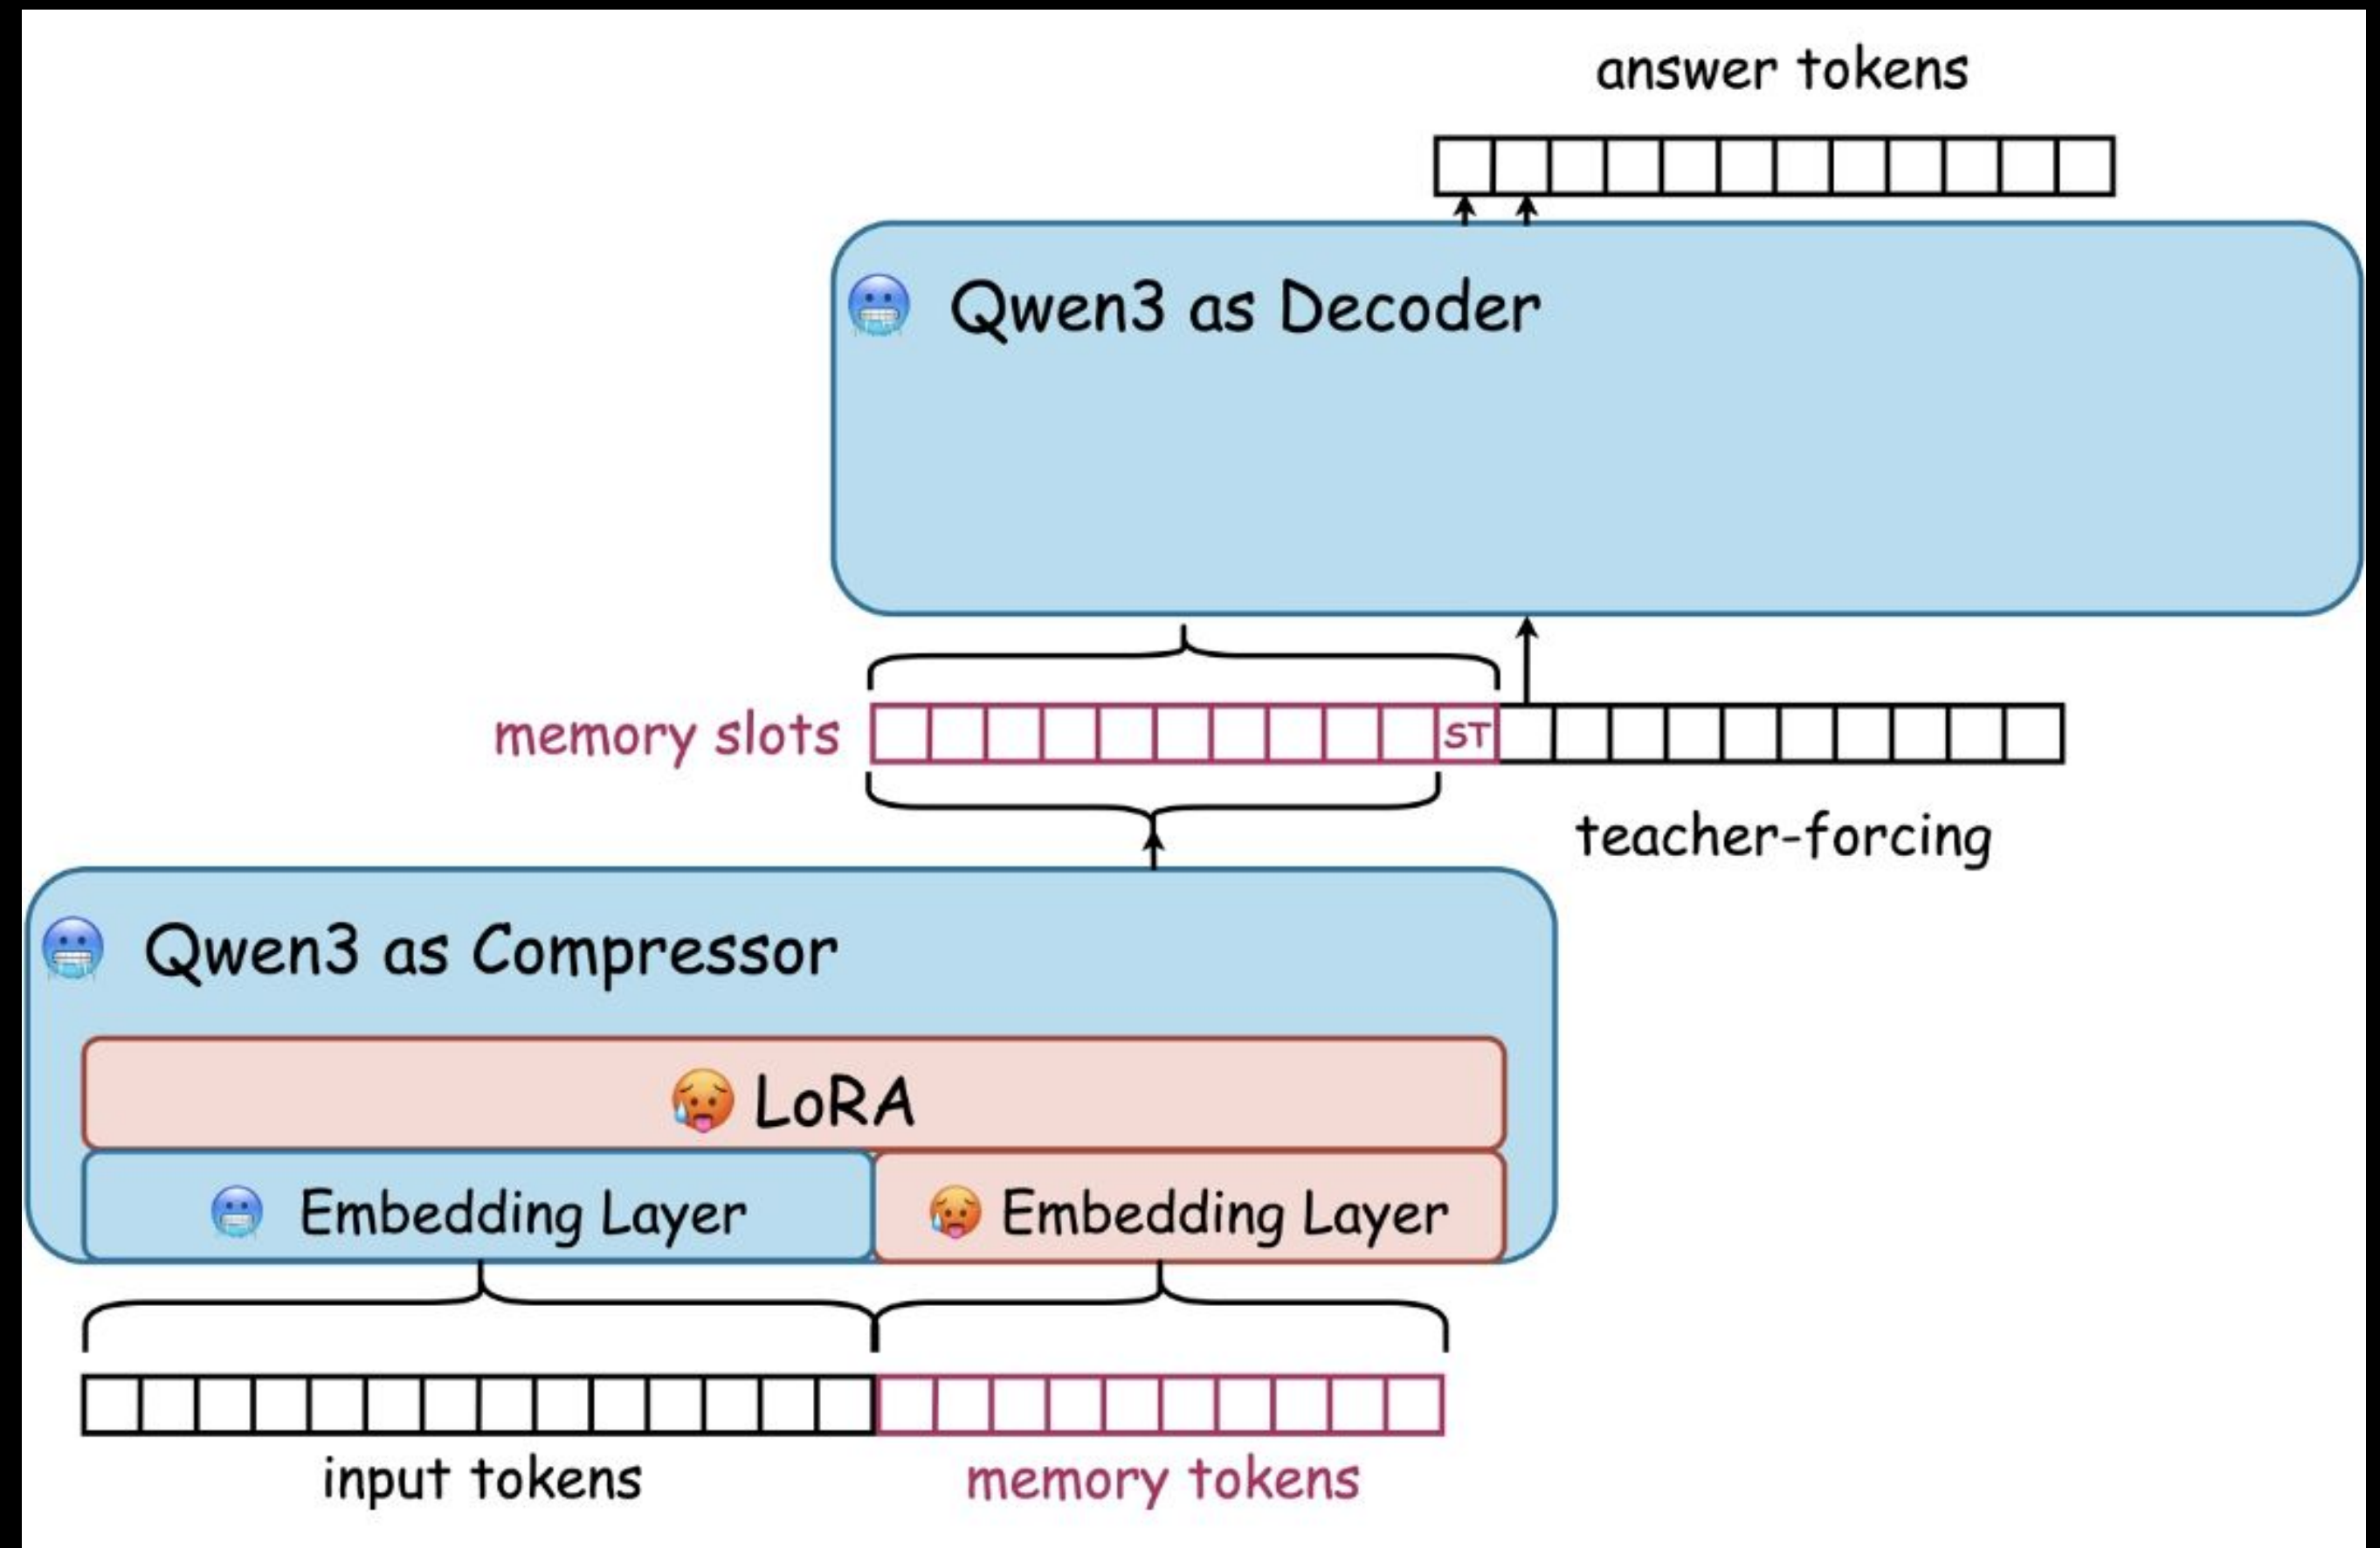 answer tokens
Qwen3 as Decoder
memory slots
ST
teacher-forcing
Qwen3 as Compressor
LoRA
Embedding Layer
Embedding Layer
input tokens
memory tokens